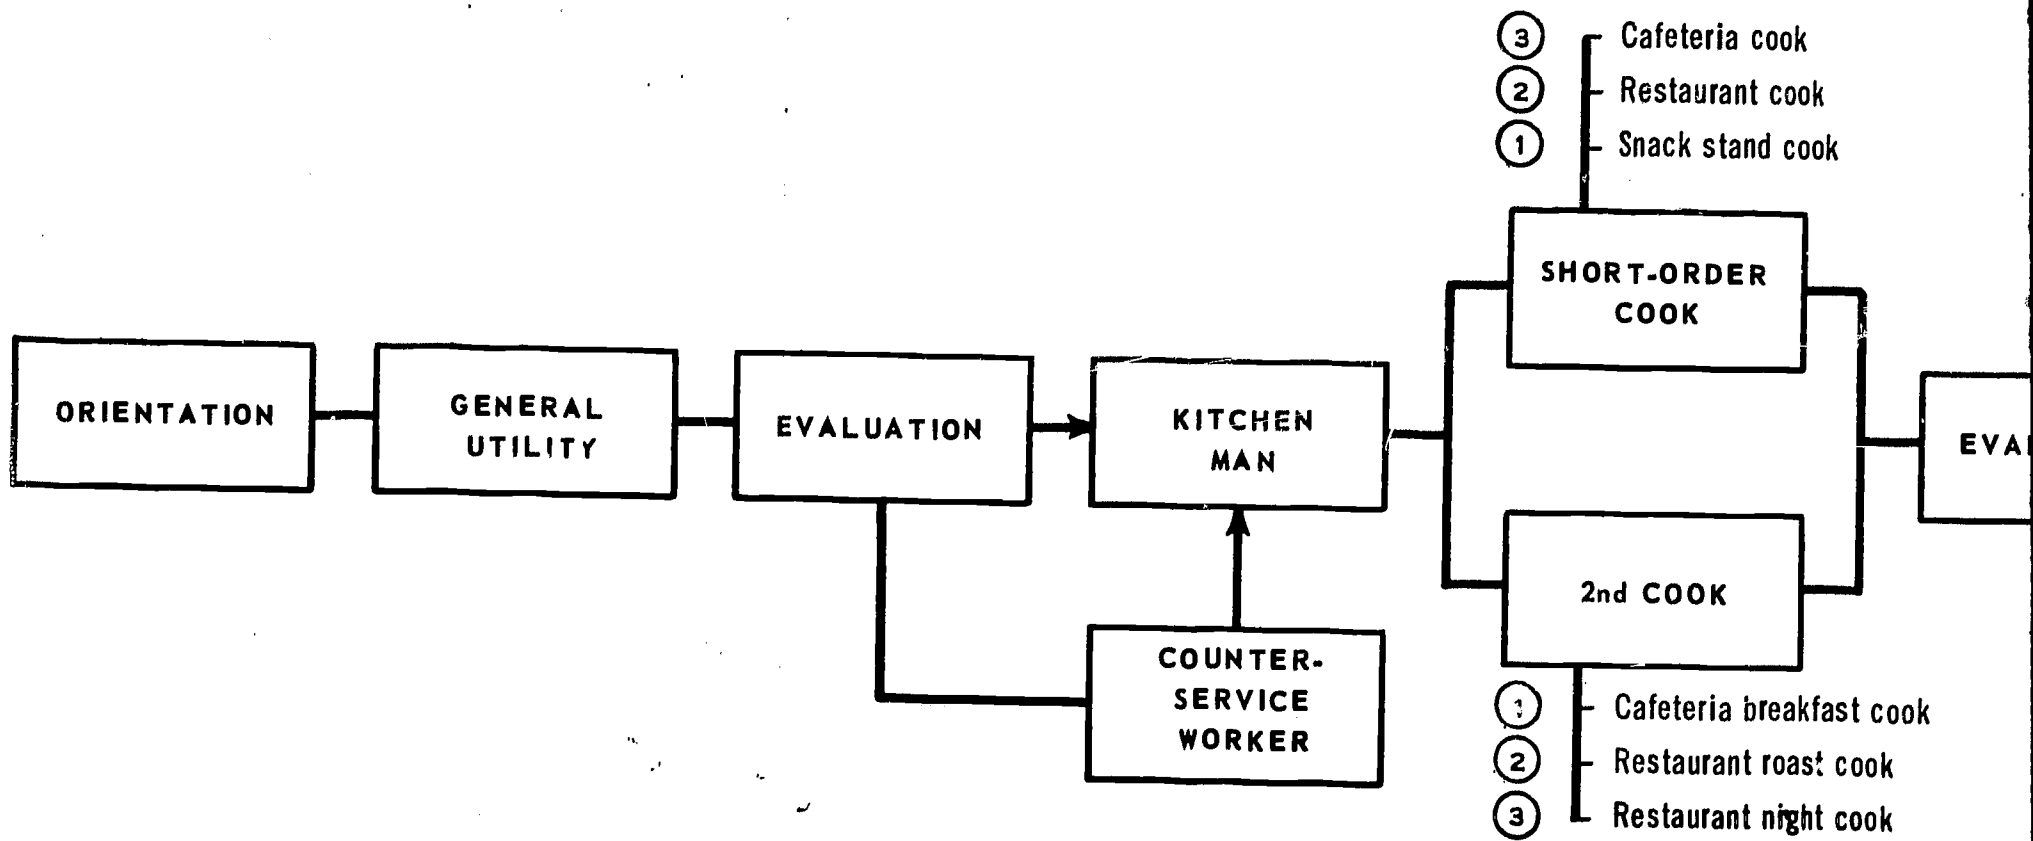 3 Cafeteria cook
2 Restaurant cook
1 Snack stand cook
SHORT-ORDER
COOK
ORIENTATION
GENERAL
UTILITY
EVALUATION
KITCHEN
MAN
EVA
2nd COOK
COUNTER-
SERVICE
WORKER
1 Cafeteria breakfast cook
2 Restaurant roast cook
3 Restaurant night cook